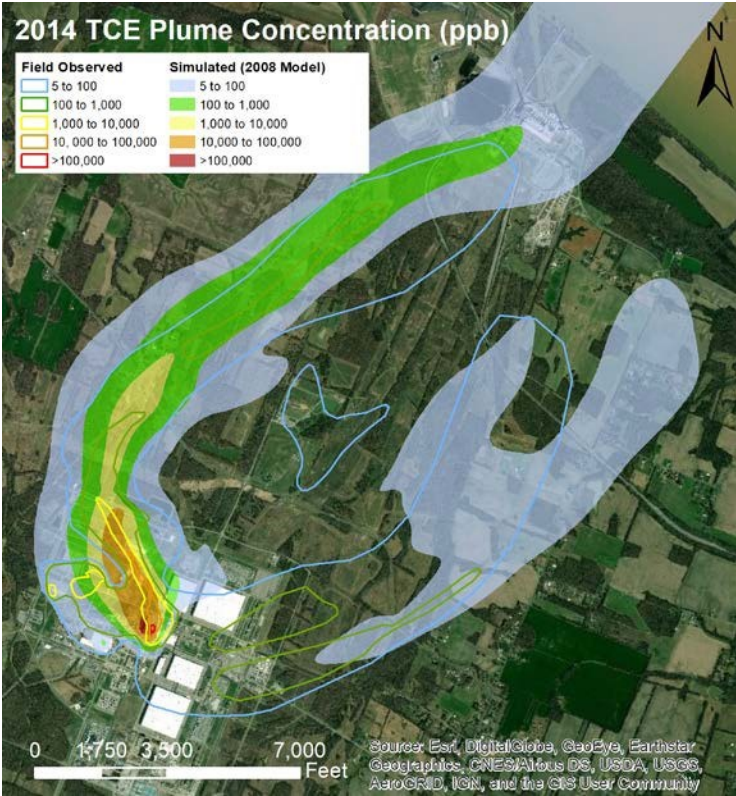 2014 TCE Plume Concentration (ppb)
N
Field Observed
5 to 100
100 to 1,000
1,000 to 10,000
10, 000 to 100,000
>100,000
Simulated (2008 Model)
5 to 100
100 to 1,000
1,000 to 10,000
10,000 to 100,000
>100,000
0 1,750 3,500 7,000
Feet
Source: Esri, DigitalGlobe, GeoEye, Earthstar
Geographics, CNES/Airbus DS, USDA, USGS,
AeroGRID, IGN, and the GIS User Community